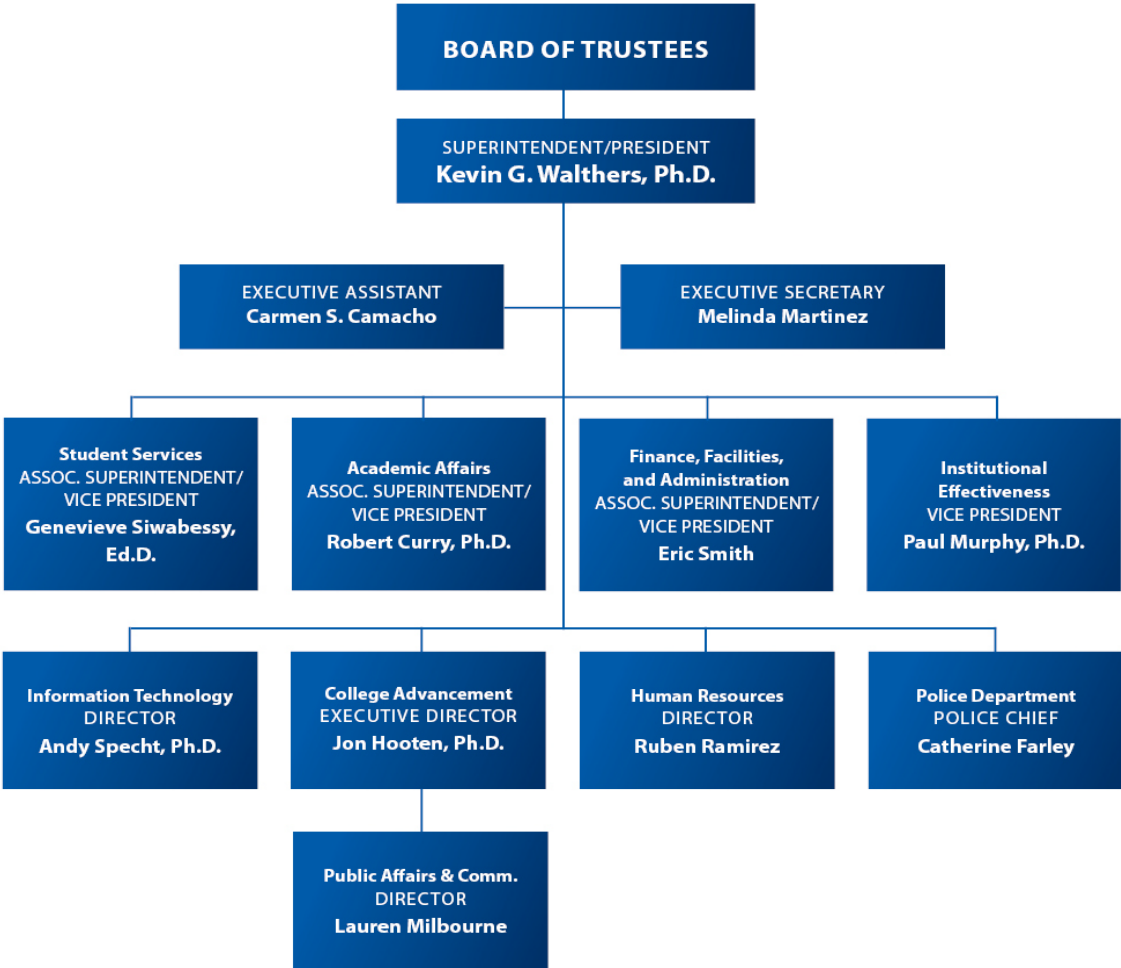 BOARD OF TRUSTEES
SUPERINTENDENT/PRESIDENT
Kevin G. Walthers, Ph.D.
EXECUTIVE ASSISTANT
Carmen S. Camacho
EXECUTIVE SECRETARY
Melinda Martinez
Student Services
ASSOC. SUPERINTENDENT/
VICE PRESIDENT
Genevieve Siwabessy,
Ed.D.
Academic Affairs
ASSOC. SUPERINTENDENT/
VICE PRESIDENT
Robert Curry, Ph.D.
Finance, Facilities,
and Administration
ASSOC. SUPERINTENDENT/
VICE PRESIDENT
Eric Smith
Institutional
Effectiveness
VICE PRESIDENT
Paul Murphy, Ph.D.
Information Technology
DIRECTOR
Andy Specht, Ph.D.
College Advancement
EXECUTIVE DIRECTOR
Jon Hooten, Ph.D.
Human Resources
DIRECTOR
Ruben Ramirez
Police Department
POLICE CHIEF
Catherine Farley
Public Affairs & Comm.
DIRECTOR
Lauren Milbourne